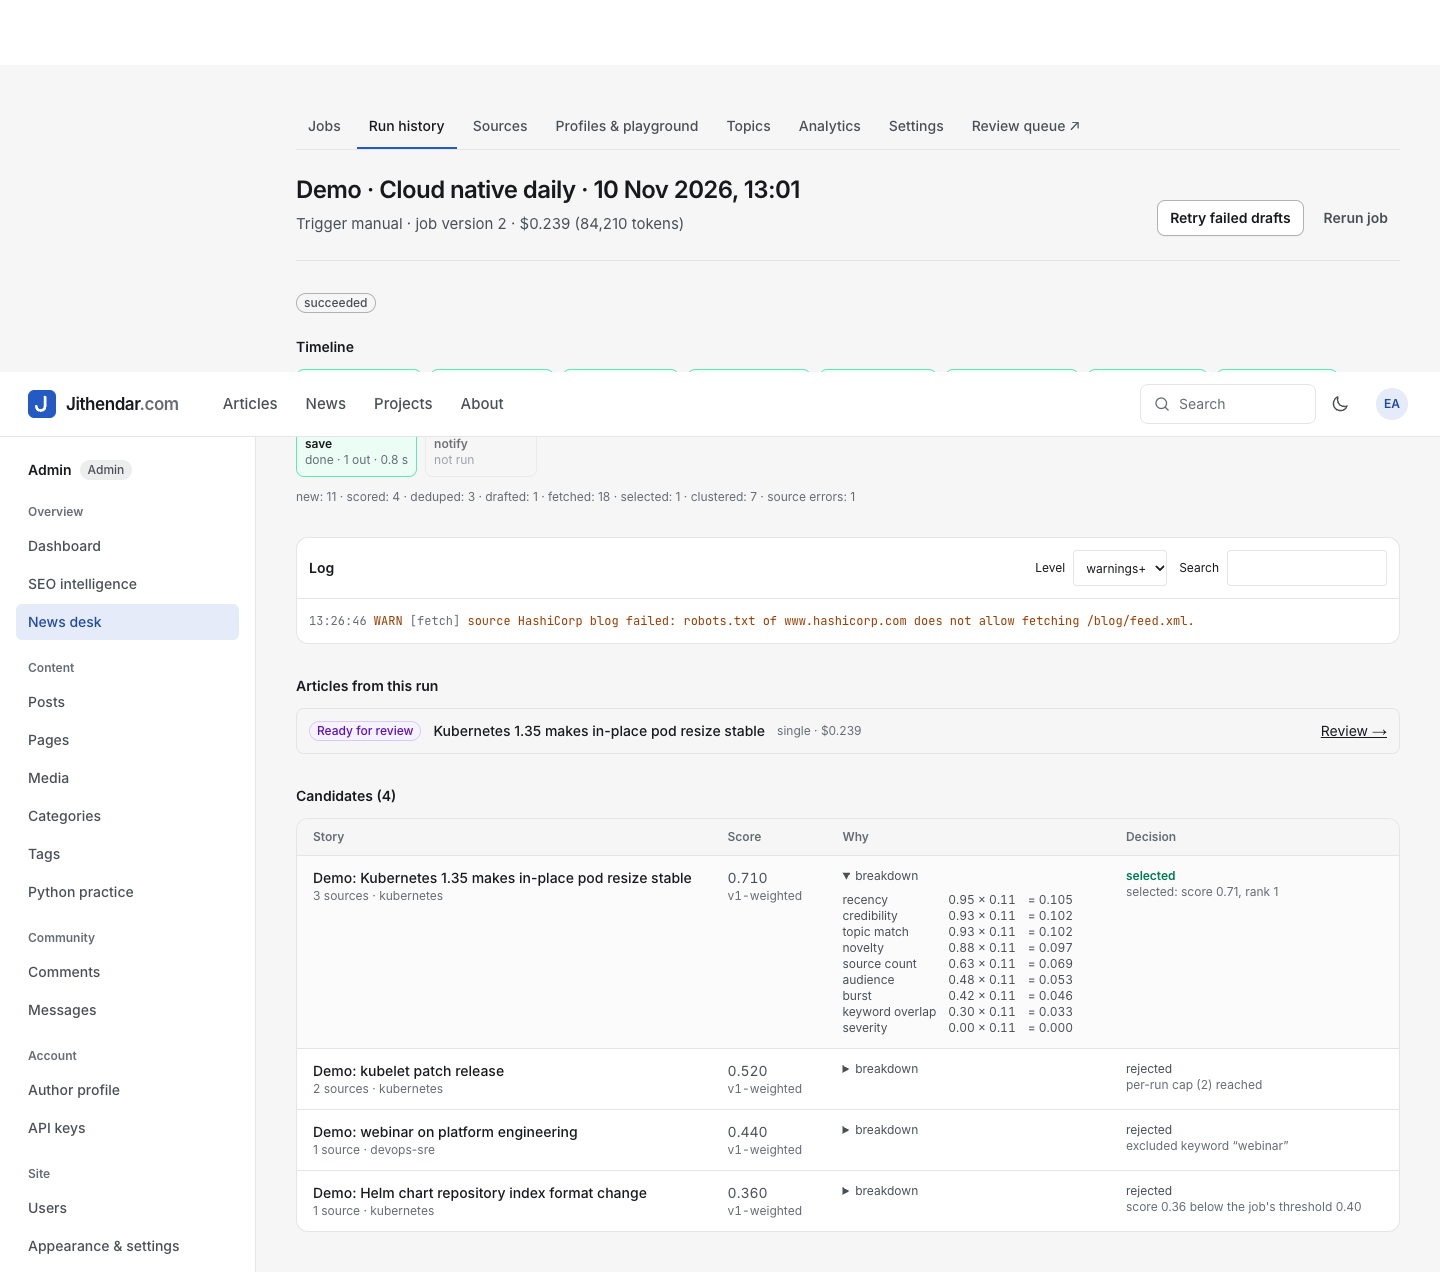 Jobs Run history Sources Profiles & playground Topics Analytics Settings Review queue ↗
Demo · Cloud native daily · 10 Nov 2026, 13:01
Trigger manual · job version 2 · $0.239 (84,210 tokens)
Retry failed drafts Rerun job
succeeded
Timeline
J Jithendar.com Articles News Projects About Search EA
save
done · 1 out · 0.8 s
notify
not run
new: 11 · scored: 4 · deduped: 3 · drafted: 1 · fetched: 18 · selected: 1 · clustered: 7 · source errors: 1
Admin Admin
Overview
Dashboard
SEO intelligence
News desk
Content
Posts
Pages
Media
Categories
Tags
Python practice
Community
Comments
Messages
Account
Author profile
API keys
Site
Users
Appearance & settings
Log Level warnings+ Search
13:26:46 WARN [fetch] source HashiCorp blog failed: robots.txt of www.hashicorp.com does not allow fetching /blog/feed.xml.
Articles from this run
Ready for review Kubernetes 1.35 makes in-place pod resize stable single · $0.239 Review →
Candidates (4)
Story Score Why Decision
Demo: Kubernetes 1.35 makes in-place pod resize stable
3 sources · kubernetes
0.710
v1-weighted
▼ breakdown
recency 0.95 × 0.11 = 0.105
credibility 0.93 × 0.11 = 0.102
topic match 0.93 × 0.11 = 0.102
novelty 0.88 × 0.11 = 0.097
source count 0.63 × 0.11 = 0.069
audience 0.48 × 0.11 = 0.053
burst 0.42 × 0.11 = 0.046
keyword overlap 0.30 × 0.11 = 0.033
severity 0.00 × 0.11 = 0.000
selected
selected: score 0.71, rank 1
Demo: kubelet patch release
2 sources · kubernetes
0.520
v1-weighted
▶ breakdown
rejected
per-run cap (2) reached
Demo: webinar on platform engineering
1 source · devops-sre
0.440
v1-weighted
▶ breakdown
rejected
excluded keyword “webinar”
Demo: Helm chart repository index format change
1 source · kubernetes
0.360
v1-weighted
▶ breakdown
rejected
score 0.36 below the job's threshold 0.40